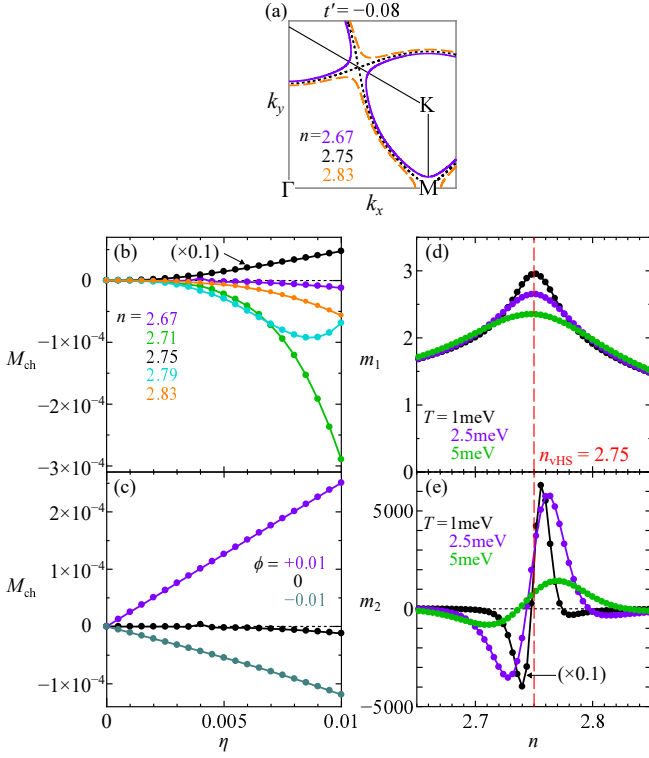 (a) t′=−0.08
k_y
K
n=2.67
2.75
2.83
Γ
M
k_x
(b)
(×0.1)
0
−1×10⁻⁴
−2×10⁻⁴
−3×10⁻⁴
M_ch
n = 2.67
2.71
2.75
2.79
2.83
(c)
2×10⁻⁴
1×10⁻⁴
0
−1×10⁻⁴
M_ch
ϕ = +0.01
0
−0.01
0
0.005
0.01
η
(d)
3
2
1
0
m₁
T = 1meV
2.5meV
5meV
n_vHS = 2.75
(e)
5000
0
−5000
m₂
T = 1meV
2.5meV
5meV
(×0.1)
2.7
2.8
n